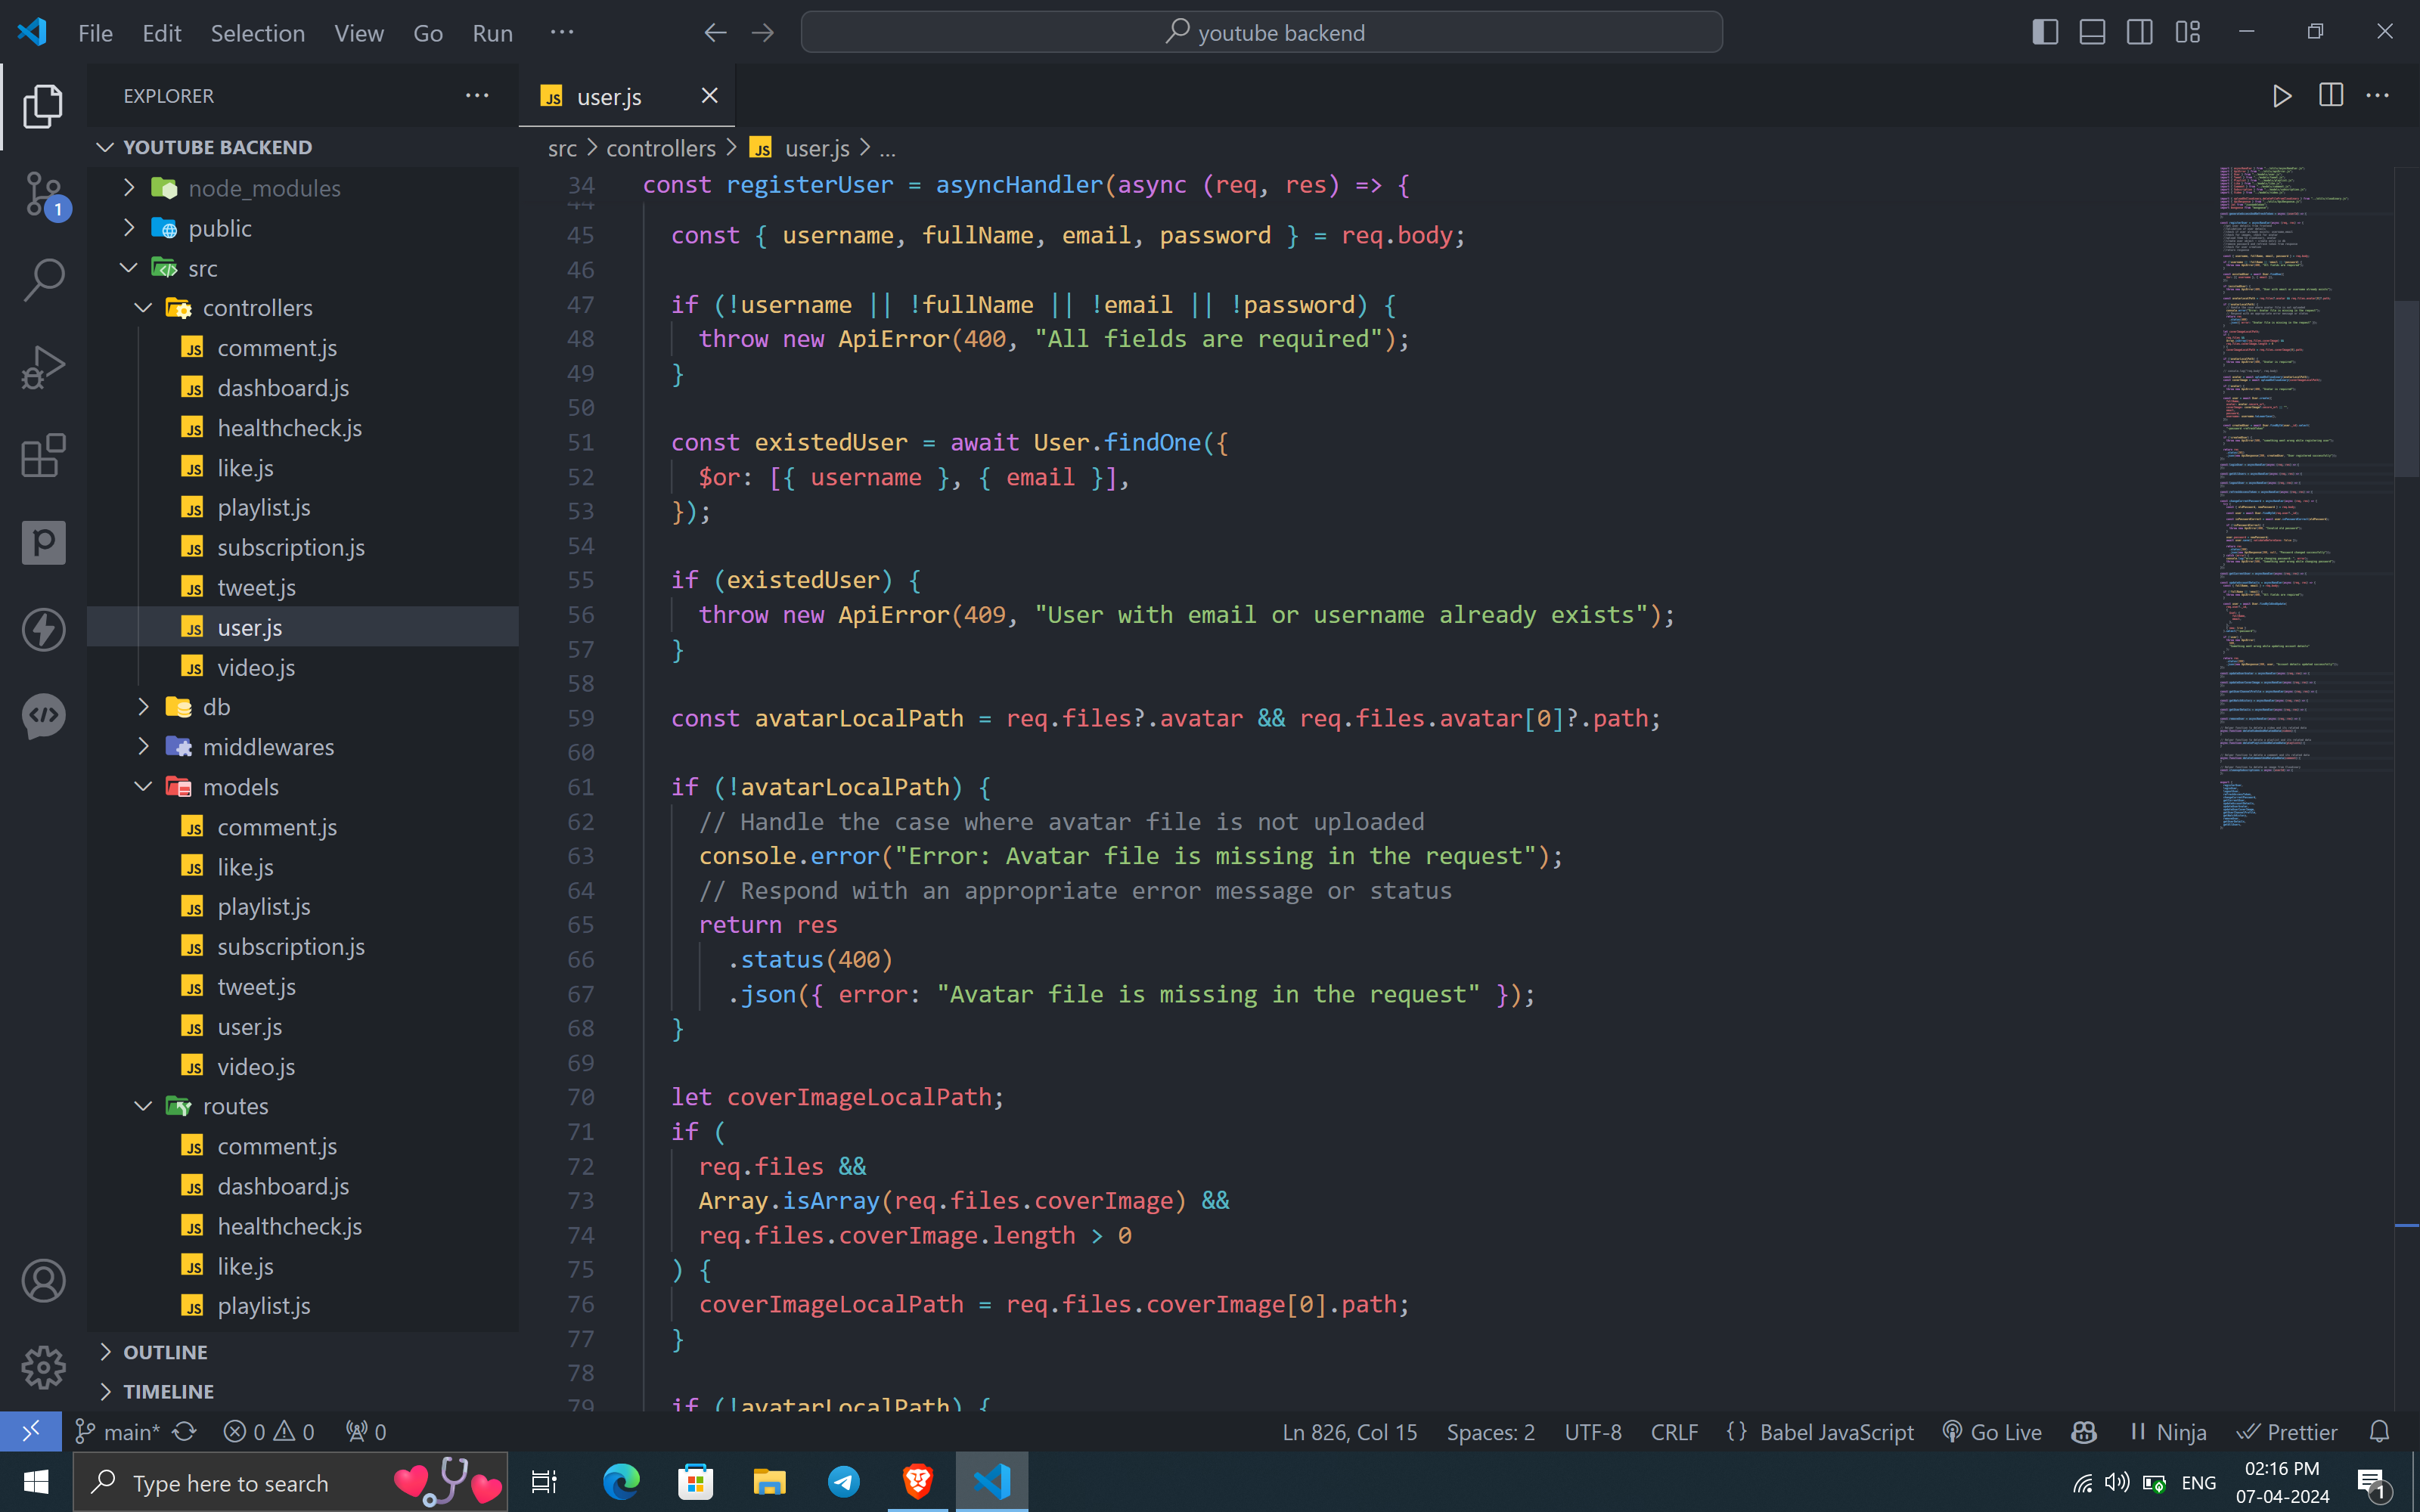 File Edit Selection View Go Run ··· youtube backend
EXPLORER ···
YOUTUBE BACKEND
node_modules
public
src
controllers
comment.js
dashboard.js
healthcheck.js
like.js
playlist.js
subscription.js
tweet.js
user.js
video.js
db
middlewares
models
comment.js
like.js
playlist.js
subscription.js
tweet.js
user.js
video.js
routes
comment.js
dashboard.js
healthcheck.js
like.js
playlist.js
OUTLINE
TIMELINE
1
JS user.js
src > controllers > JS user.js > ...
34 const registerUser = asyncHandler(async (req, res) => {
44
45 const { username, fullName, email, password } = req.body;
46
47 if (!username || !fullName || !email || !password) {
48 throw new ApiError(400, "All fields are required");
49 }
50
51 const existedUser = await User.findOne({
52 $or: [{ username }, { email }],
53 });
54
55 if (existedUser) {
56 throw new ApiError(409, "User with email or username already exists");
57 }
58
59 const avatarLocalPath = req.files?.avatar && req.files.avatar[0]?.path;
60
61 if (!avatarLocalPath) {
62 // Handle the case where avatar file is not uploaded
63 console.error("Error: Avatar file is missing in the request");
64 // Respond with an appropriate error message or status
65 return res
66 .status(400)
67 .json({ error: "Avatar file is missing in the request" });
68 }
69
70 let coverImageLocalPath;
71 if (
72 req.files &&
73 Array.isArray(req.files.coverImage) &&
74 req.files.coverImage.length > 0
75 ) {
76 coverImageLocalPath = req.files.coverImage[0].path;
77 }
78
79 if (!avatarLocalPath) {
main* 0 0 0 Ln 826, Col 15 Spaces: 2 UTF-8 CRLF {} Babel JavaScript Go Live Ninja Prettier
Type here to search ENG 02:16 PM
07-04-2024 1